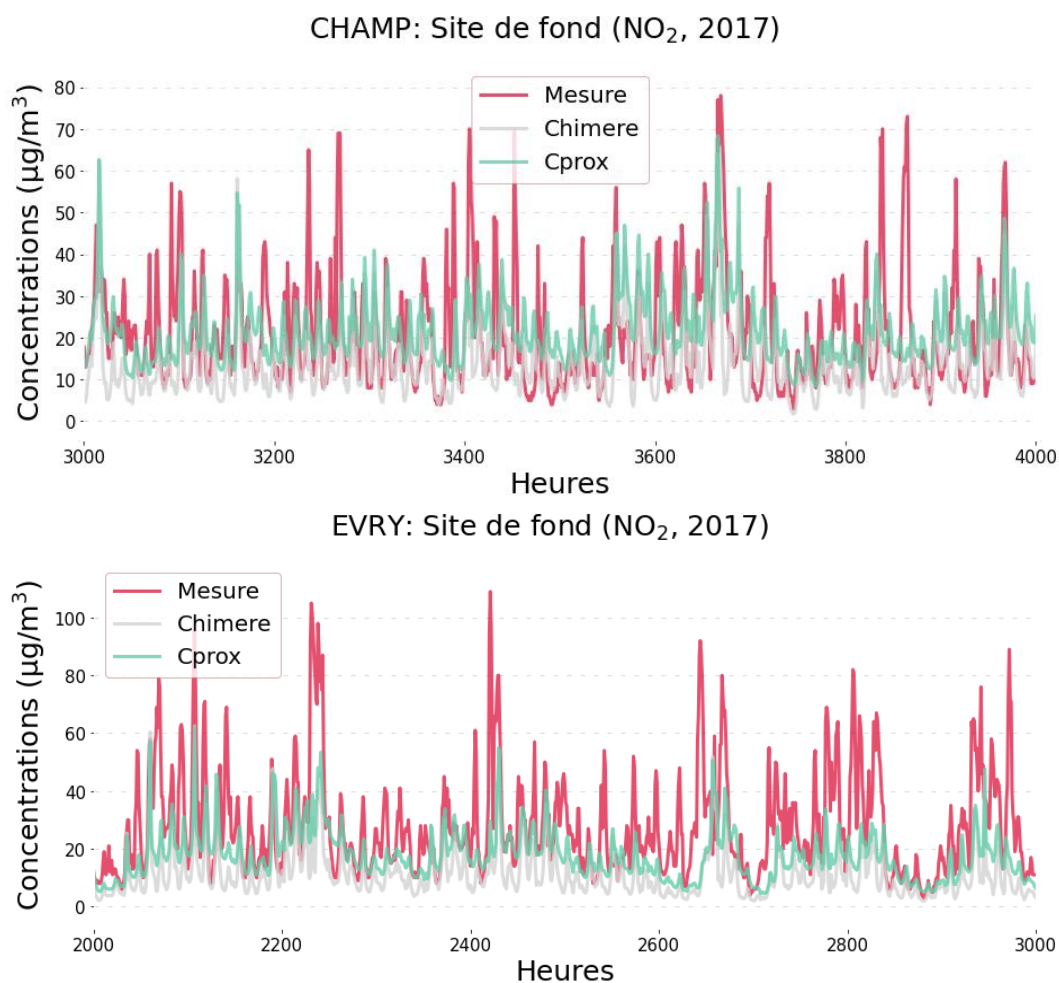 CHAMP: Site de fond (NO₂, 2017)
Concentrations (µg/m³)
80
70
60
50
40
30
20
10
0
Mesure
Chimere
Cprox
3000 3200 3400 3600 3800 4000
Heures
EVRY: Site de fond (NO₂, 2017)
Concentrations (µg/m³)
100
80
60
40
20
0
Mesure
Chimere
Cprox
2000 2200 2400 2600 2800 3000
Heures